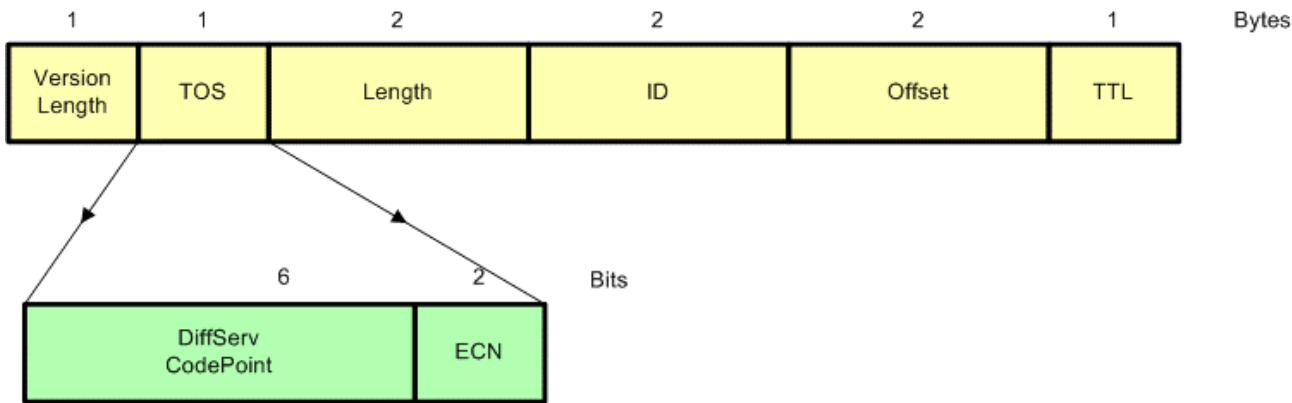 1 1 2 2 2 1 Bytes
Version
Length
TOS Length ID Offset TTL
6 2 Bits
DiffServ
CodePoint
ECN